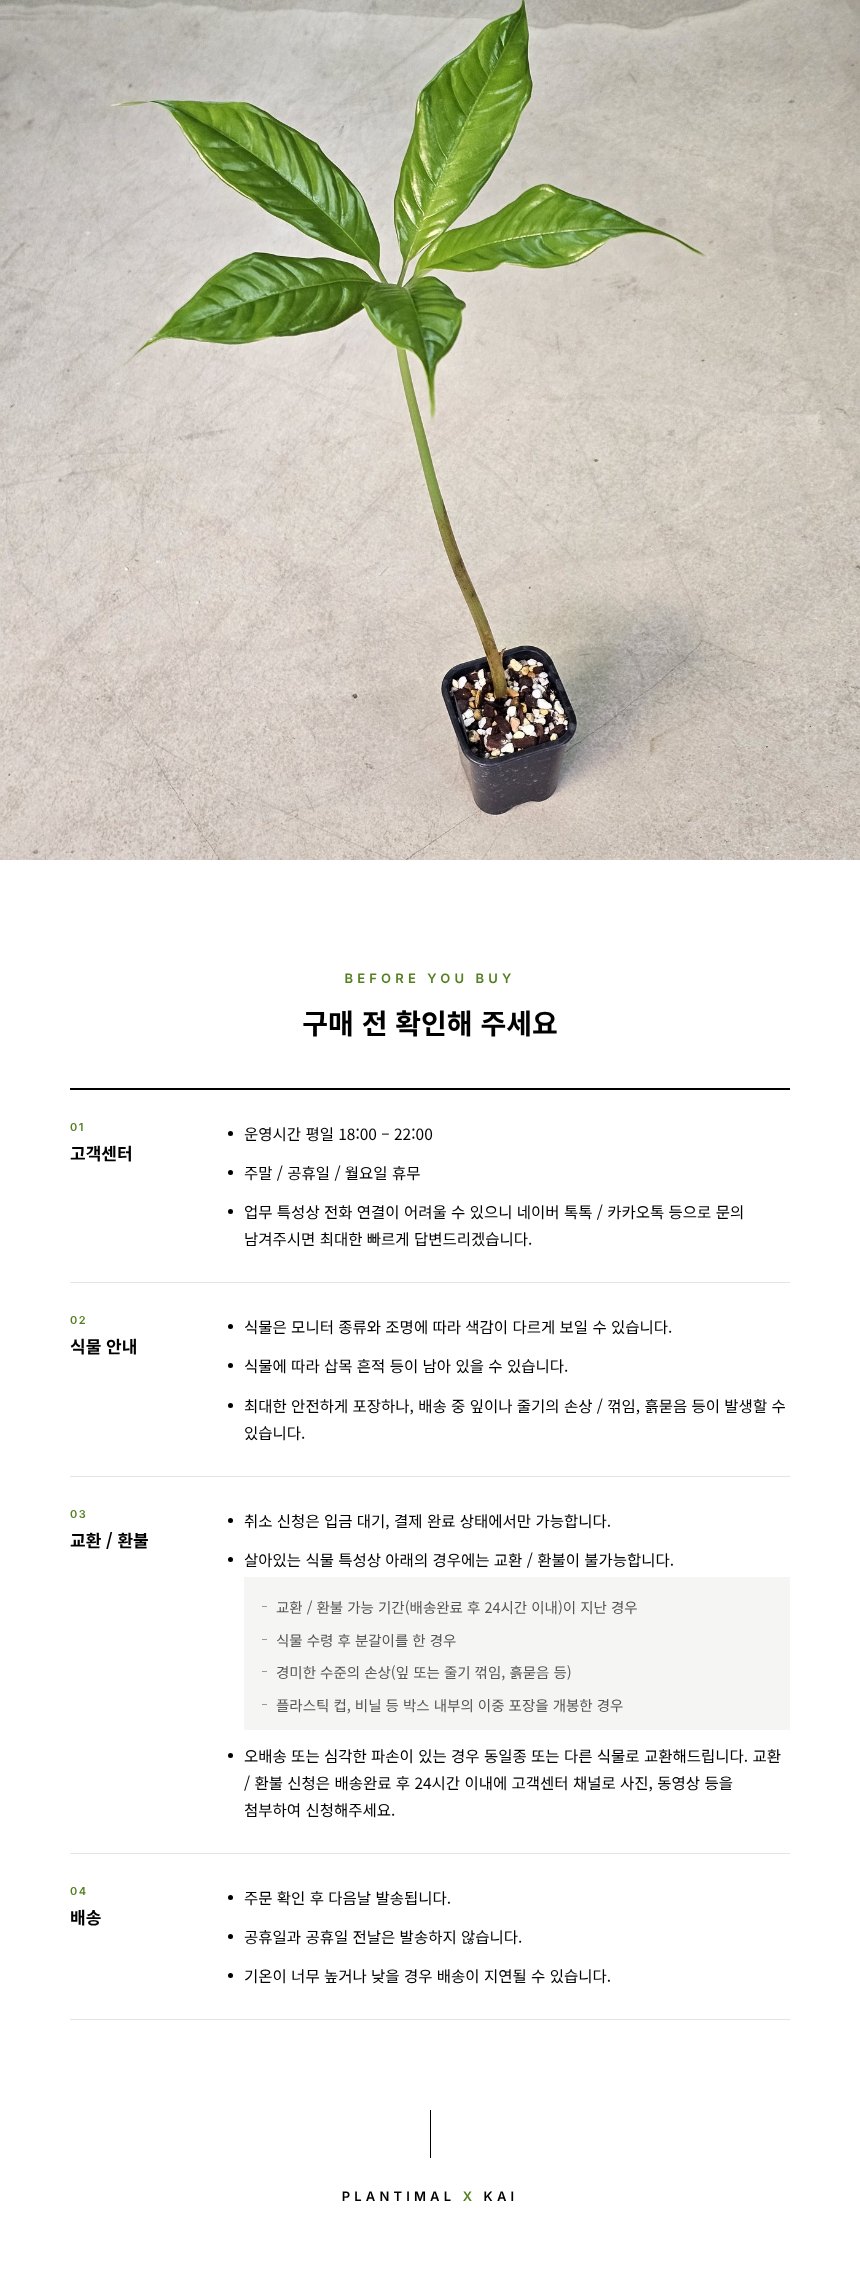 BEFORE YOU BUY
구매 전 확인해 주세요
01
고객센터
운영시간 평일 18:00 – 22:00
주말 / 공휴일 / 월요일 휴무
업무 특성상 전화 연결이 어려울 수 있으니 네이버 톡톡 / 카카오톡 등으로 문의
남겨주시면 최대한 빠르게 답변드리겠습니다.
02
식물 안내
식물은 모니터 종류와 조명에 따라 색감이 다르게 보일 수 있습니다.
식물에 따라 삽목 흔적 등이 남아 있을 수 있습니다.
최대한 안전하게 포장하나, 배송 중 잎이나 줄기의 손상 / 꺾임, 흙묻음 등이 발생할 수
있습니다.
03
교환 / 환불
취소 신청은 입금 대기, 결제 완료 상태에서만 가능합니다.
살아있는 식물 특성상 아래의 경우에는 교환 / 환불이 불가능합니다.
– 교환 / 환불 가능 기간(배송완료 후 24시간 이내)이 지난 경우
– 식물 수령 후 분갈이를 한 경우
– 경미한 수준의 손상(잎 또는 줄기 꺾임, 흙묻음 등)
– 플라스틱 컵, 비닐 등 박스 내부의 이중 포장을 개봉한 경우
오배송 또는 심각한 파손이 있는 경우 동일종 또는 다른 식물로 교환해드립니다. 교환
/ 환불 신청은 배송완료 후 24시간 이내에 고객센터 채널로 사진, 동영상 등을
첨부하여 신청해주세요.
04
배송
주문 확인 후 다음날 발송됩니다.
공휴일과 공휴일 전날은 발송하지 않습니다.
기온이 너무 높거나 낮을 경우 배송이 지연될 수 있습니다.
PLANTIMAL X KAI